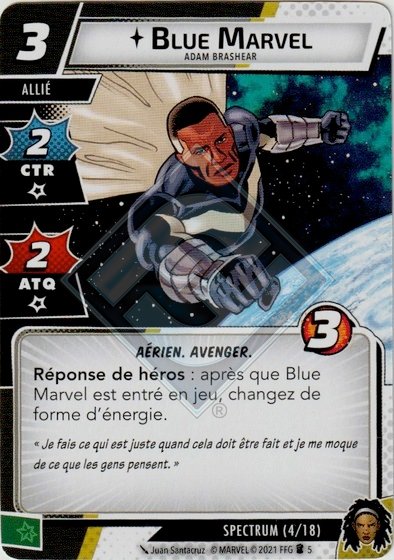 3
BLUE MARVEL
ADAM BRASHEAR
ALLIÉ
2
CTR
2
ATQ
3
AÉRIEN. AVENGER.
Réponse de héros : après que Blue
Marvel est entré en jeu, changez de
forme d'énergie.
« Je fais ce qui est juste quand cela doit être fait et je me moque
de ce que les gens pensent. »
SPECTRUM (4/18)
Juan Santacruz © MARVEL © 2021 FFG 5